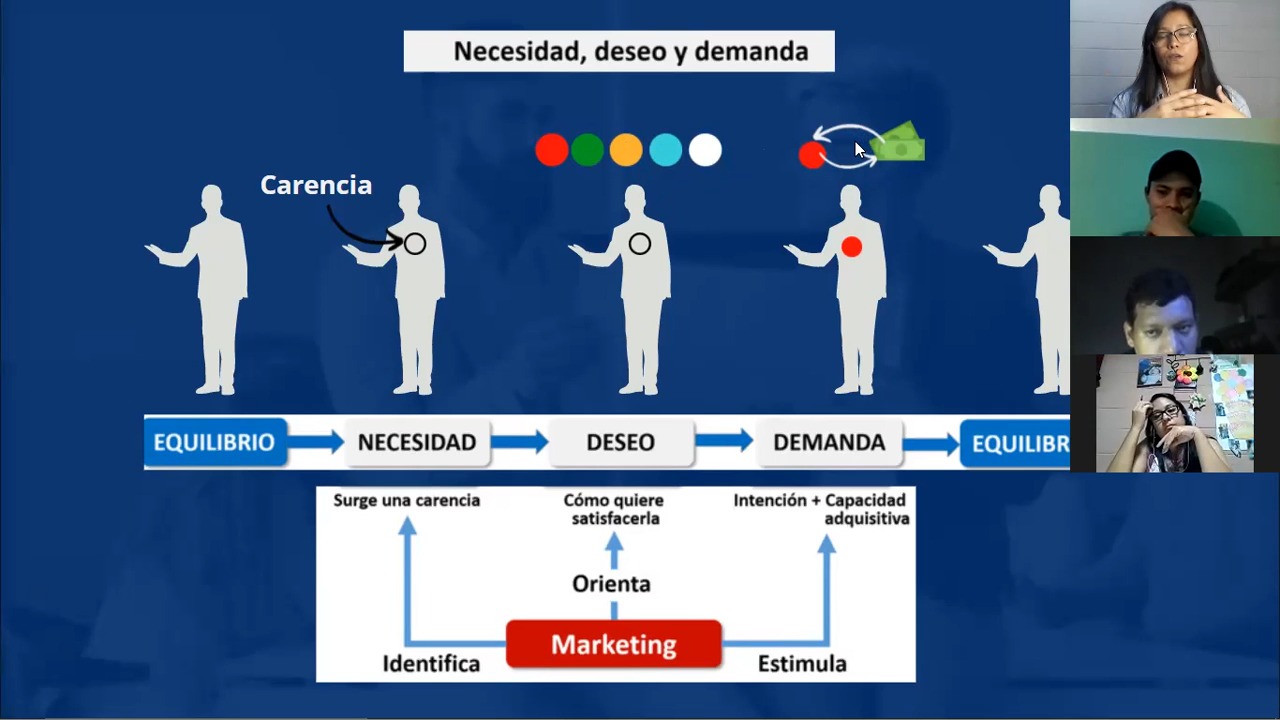 Necesidad, deseo y demanda
Carencia
EQUILIBRIO
NECESIDAD
DESEO
DEMANDA
EQUILIBR
Surge una carencia
Cómo quiere
satisfacerla
Intención + Capacidad
adquisitiva
Orienta
Marketing
Identifica
Estimula